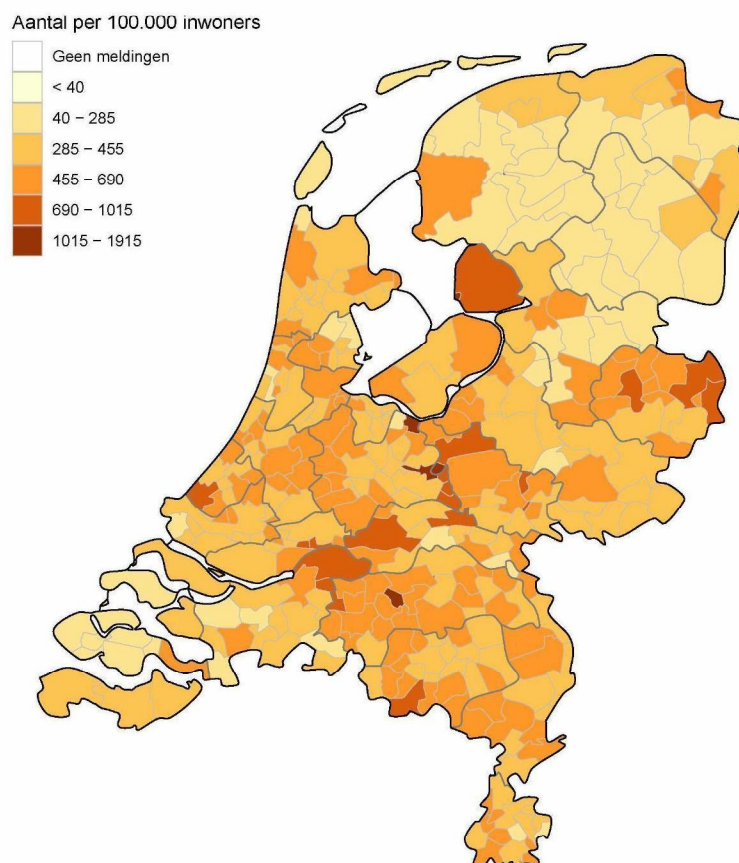 Aantal per 100.000 inwoners
Geen meldingen
< 40
40 – 285
285 – 455
455 – 690
690 – 1015
1015 – 1915